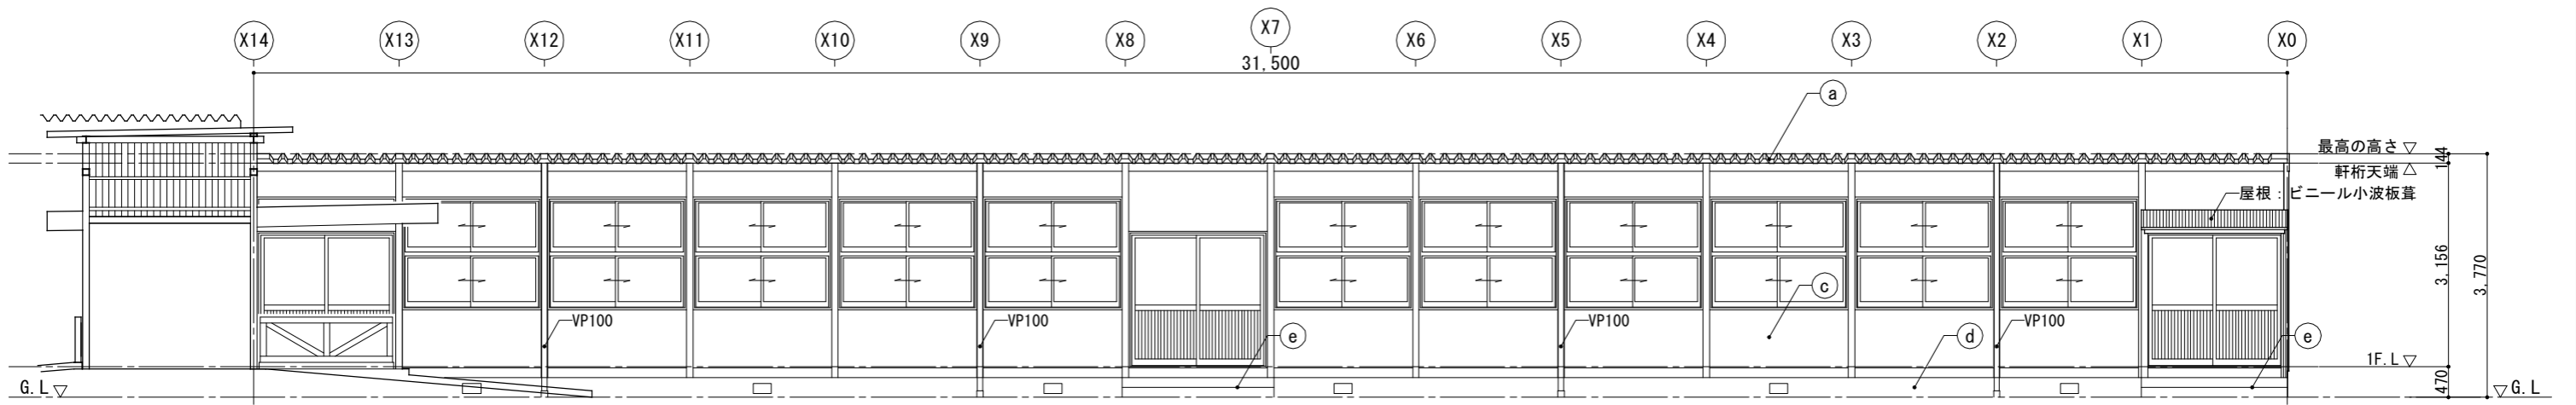 X14 X13 X12 X11 X10 X9 X8 X7 X6 X5 X4 X3 X2 X1 X0
31,500
a
最高の高さ
144
軒桁天端
屋根：ビニール小波板葺
3,156
3,770
c
VP100 VP100 VP100 VP100
e d e
1F.L
G.L 470 G.L